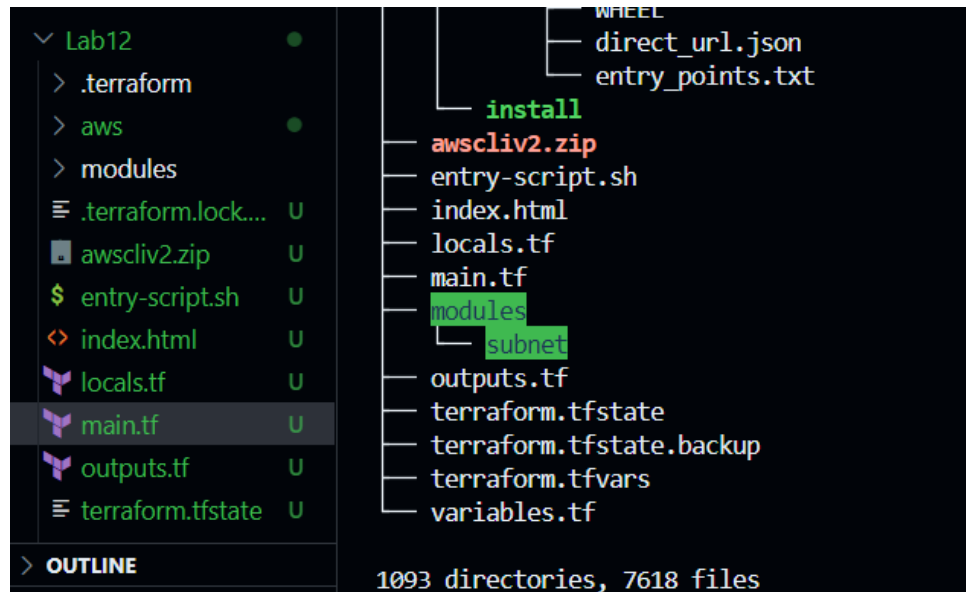 Lab12
.terraform
aws
modules
.terraform.lock.... U
awscliv2.zip U
entry-script.sh U
index.html U
locals.tf U
main.tf U
outputs.tf U
terraform.tfstate U
OUTLINE
WHEEL
direct_url.json
entry_points.txt
install
awscliv2.zip
entry-script.sh
index.html
locals.tf
main.tf
modules
subnet
outputs.tf
terraform.tfstate
terraform.tfstate.backup
terraform.tfvars
variables.tf
1093 directories, 7618 files